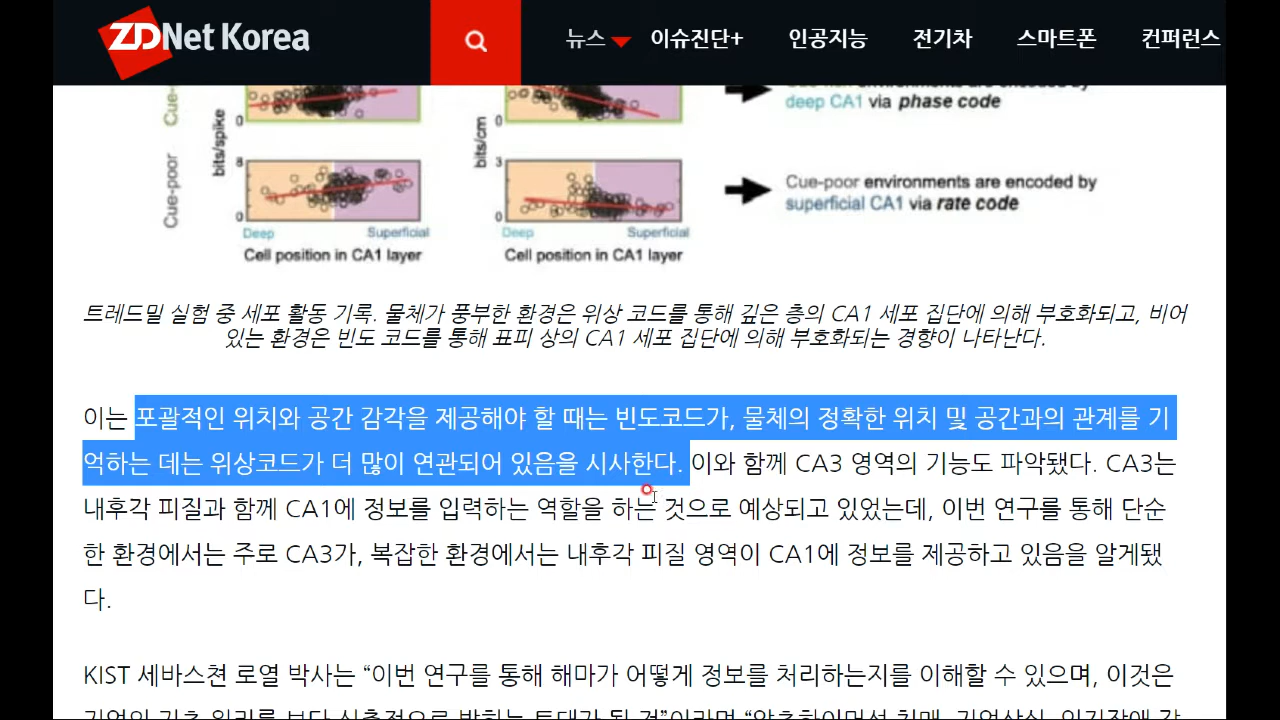 ZDNet Korea
뉴스 이슈진단+ 인공지능 전기차 스마트폰 컨퍼런스
deep CA1 via phase code
0
0
bits/spike
bits/cm
Cue-poor
8
0
3
0
Cue-poor environments are encoded by
superficial CA1 via rate code
Deep Superficial
Deep Superficial
Cell position in CA1 layer
Cell position in CA1 layer
트레드밀 실험 중 세포 활동 기록. 물체가 풍부한 환경은 위상 코드를 통해 깊은 층의 CA1 세포 집단에 의해 부호화되고, 비어
있는 환경은 빈도 코드를 통해 표피 상의 CA1 세포 집단에 의해 부호화되는 경향이 나타난다.
이는 포괄적인 위치와 공간 감각을 제공해야 할 때는 빈도코드가, 물체의 정확한 위치 및 공간과의 관계를 기
억하는 데는 위상코드가 더 많이 연관되어 있음을 시사한다. 이와 함께 CA3 영역의 기능도 파악됐다. CA3는
내후각 피질과 함께 CA1에 정보를 입력하는 역할을 하는 것으로 예상되고 있었는데, 이번 연구를 통해 단순
한 환경에서는 주로 CA3가, 복잡한 환경에서는 내후각 피질 영역이 CA1에 정보를 제공하고 있음을 알게됐
다.
KIST 세바스쳔 로열 박사는 “이번 연구를 통해 해마가 어떻게 정보를 처리하는지를 이해할 수 있으며, 이것은